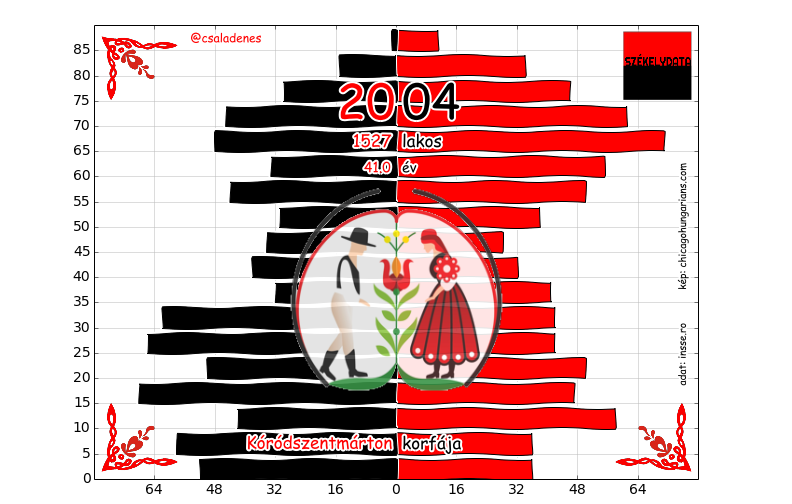 @csaladenes
SZÉKELYDATA
2004
1527 lakos
41,0 év
kép: chicagohungarians.com
adat: insse.ro
Kóródszentmárton korfája
85
80
75
70
65
60
55
50
45
40
35
30
25
20
15
10
5
0
64 48 32 16 0 16 32 48 64